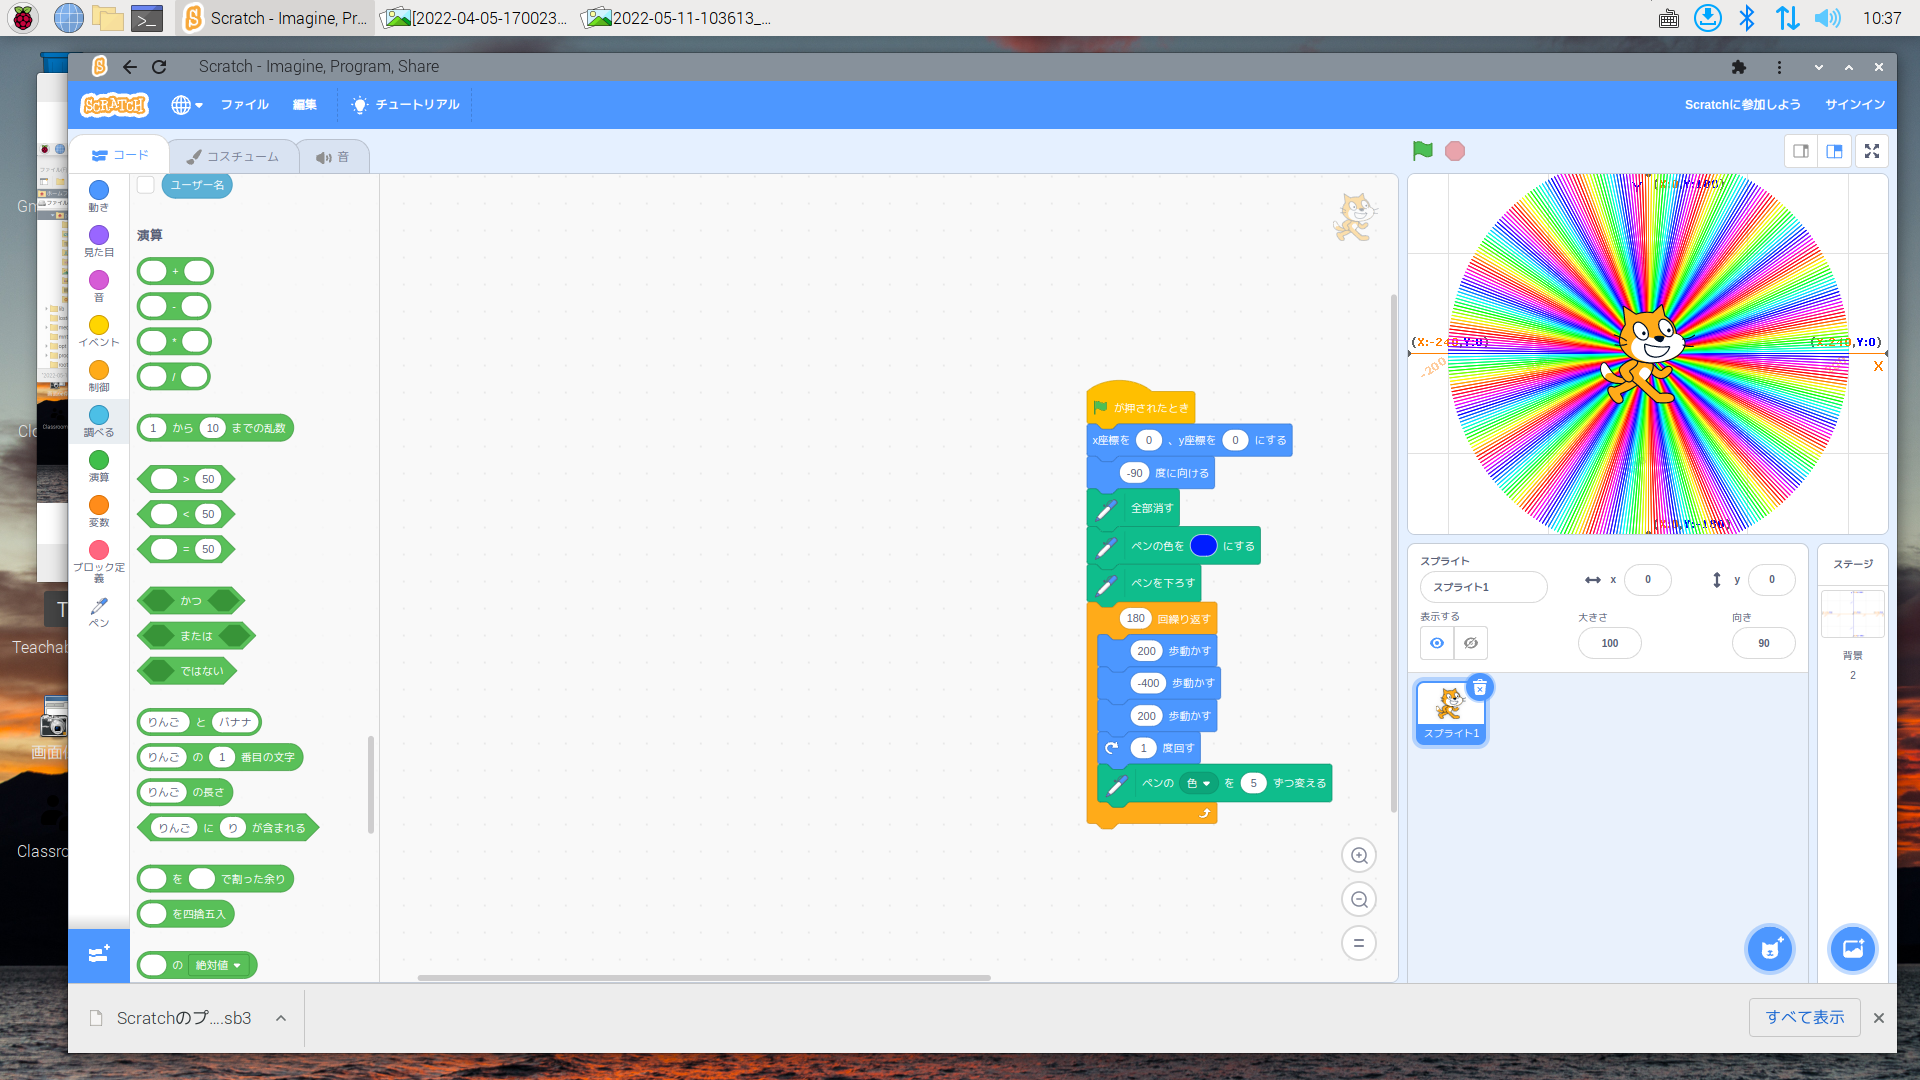 Scratch - Imagine, Pr...
[2022-04-05-170023...
2022-05-11-103613_...
10:37
Scratch - Imagine, Program, Share
SCRATCH
ファイル
編集
チュートリアル
Scratchに参加しよう
サインイン
コード
コスチューム
音
動き
見た目
音
イベント
制御
調べる
演算
変数
ブロック定義
ペン
ユーザー名
演算
+
-
*
/
1 から 10 までの乱数
> 50
< 50
= 50
かつ
または
ではない
りんご と バナナ
りんご の 1 番目の文字
りんご の長さ
りんご に り が含まれる
を で割った余り
を四捨五入
の 絶対値
が押されたとき
x座標を 0 、y座標を 0 にする
-90 度に向ける
全部消す
ペンの色を にする
ペンを下ろす
180 回繰り返す
200 歩動かす
-400 歩動かす
200 歩動かす
1 度回す
ペンの 色 を 5 ずつ変える
(X:-240,Y:0)
(X:240,Y:0)
-200
X
スプライト
スプライト1
x 0
y 0
表示する
大きさ
100
向き
90
スプライト1
ステージ
背景
2
Teachab
画面
Classro
Scratchのプ....sb3
すべて表示